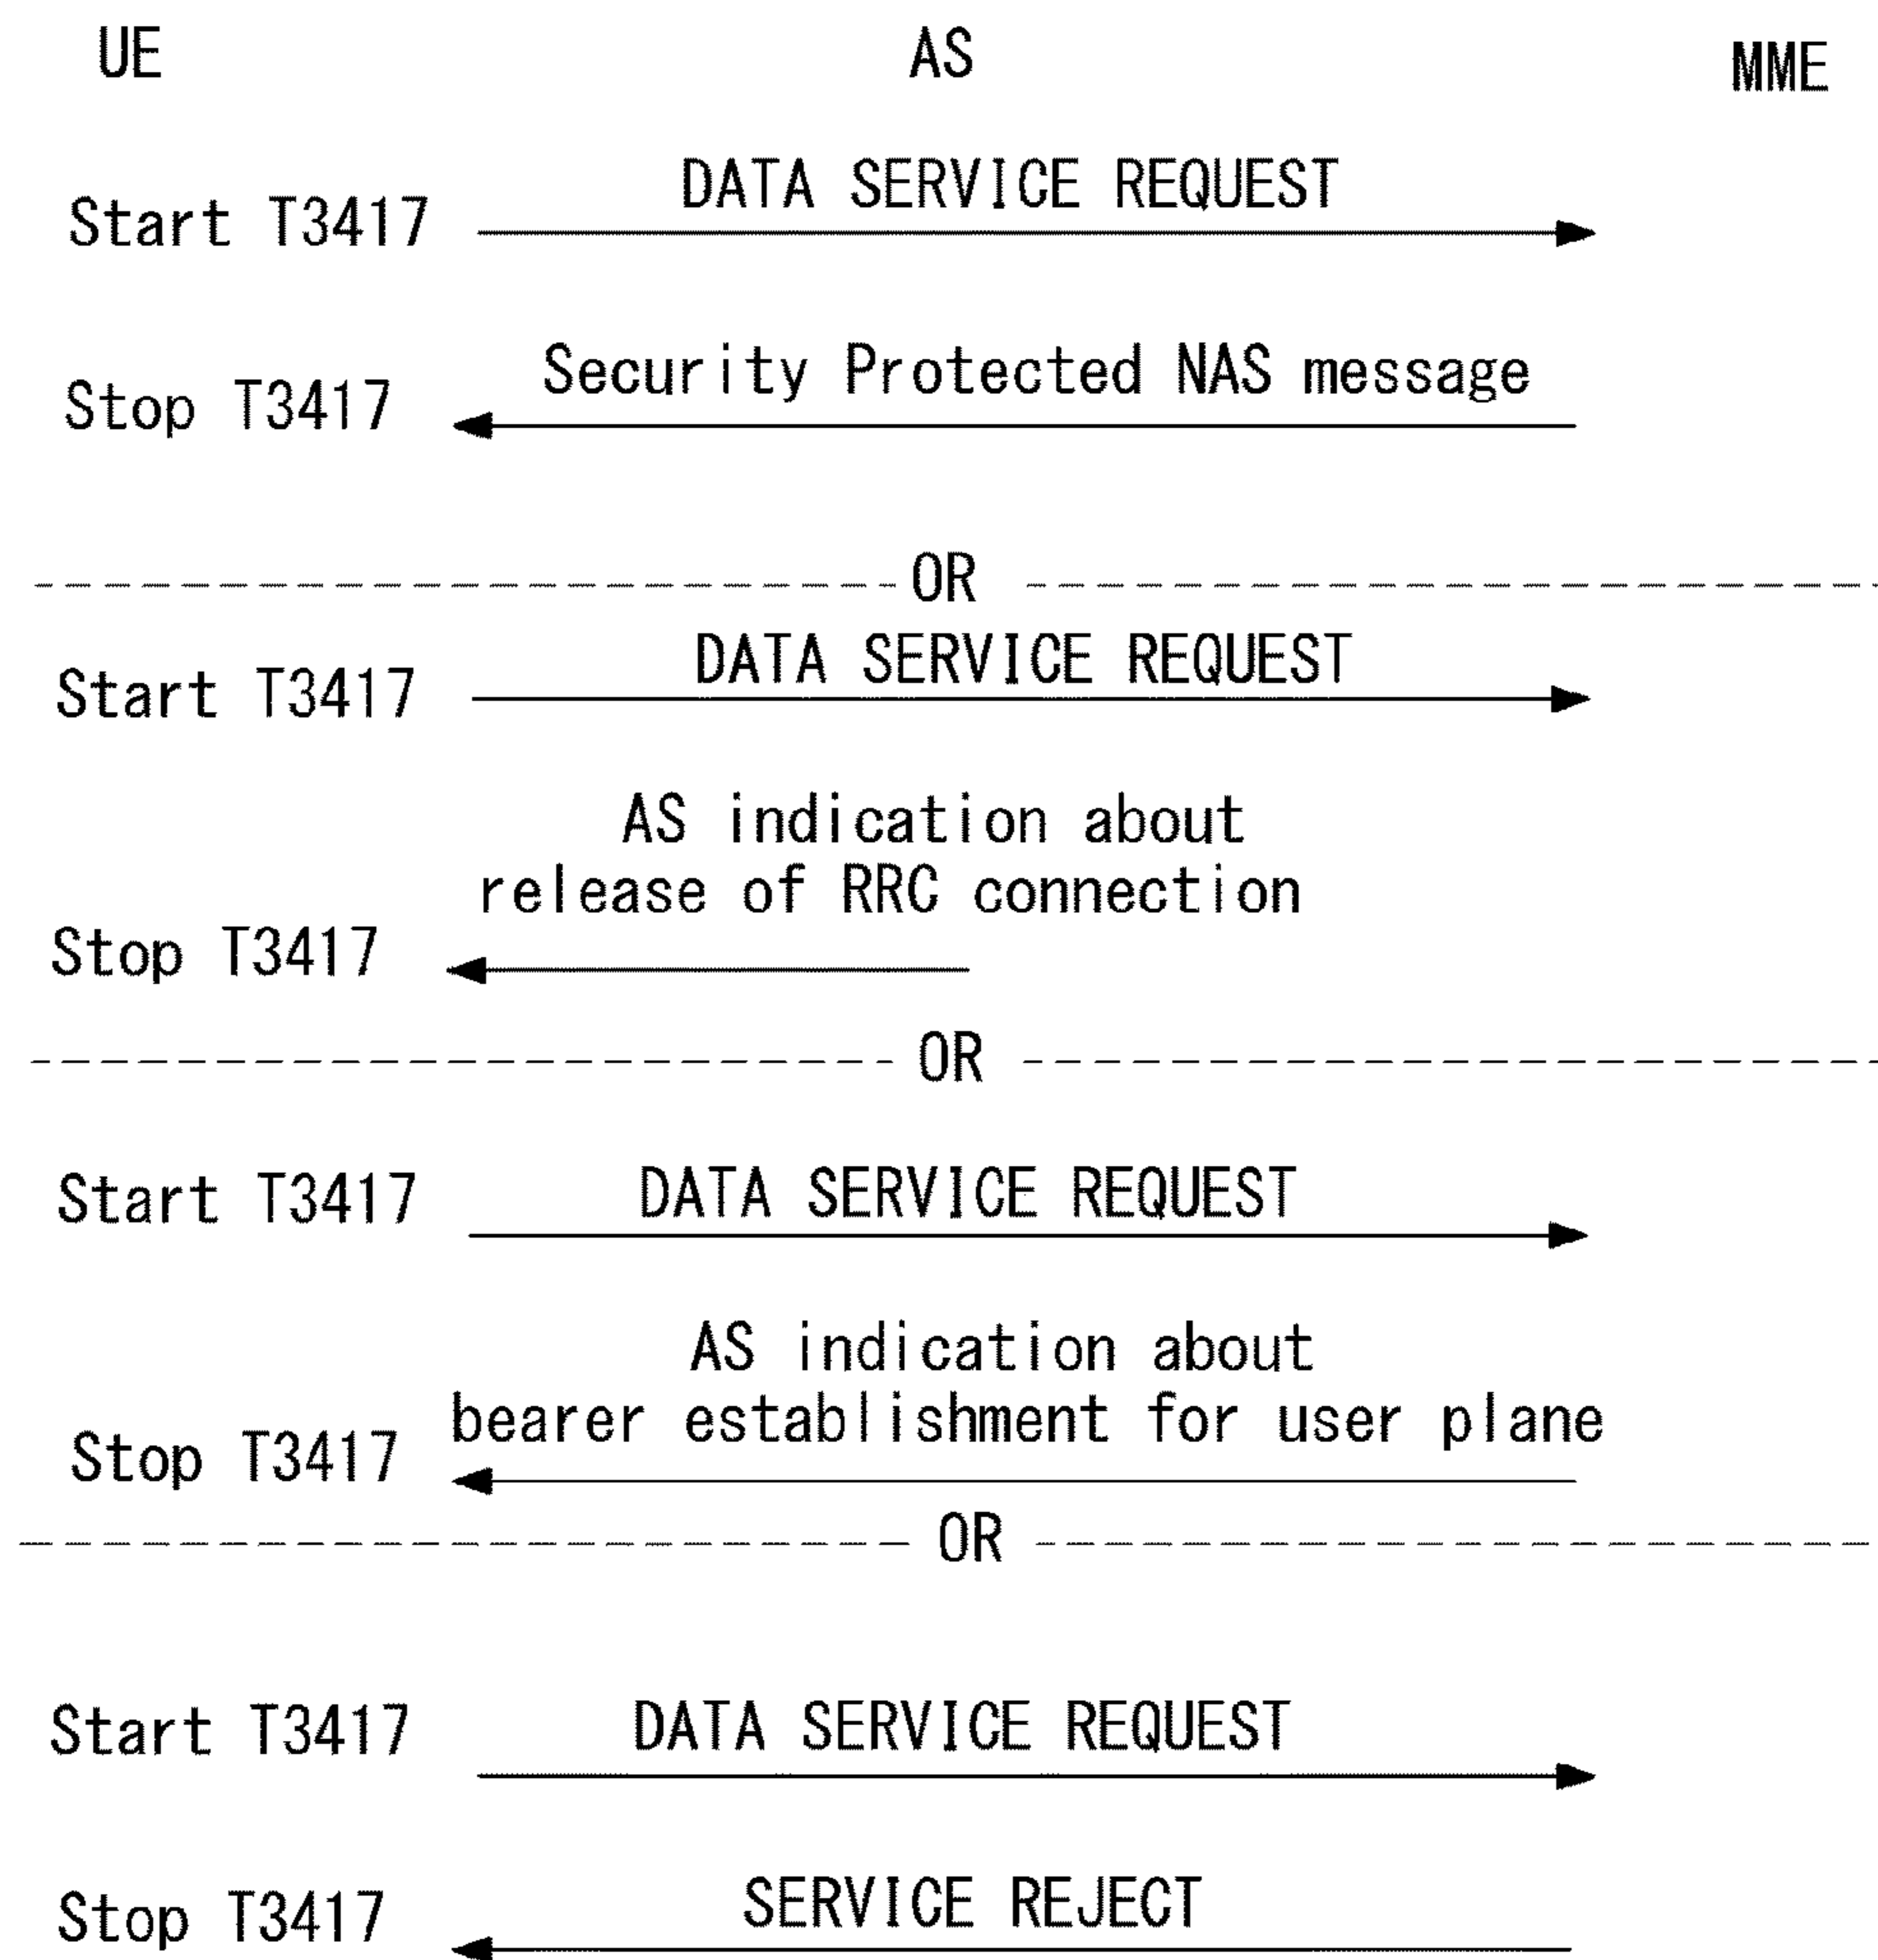 UE AS MME
DATA SERVICE REQUEST
Start T3417
Security Protected NAS message
Stop T3417
OR
DATA SERVICE REQUEST
Start T3417
AS indication about
release of RRC connection
Stop T3417
OR
Start T3417 DATA SERVICE REQUEST
AS indication about
bearer establishment for user plane
Stop T3417
OR
Start T3417 DATA SERVICE REQUEST
Stop T3417 SERVICE REJECT